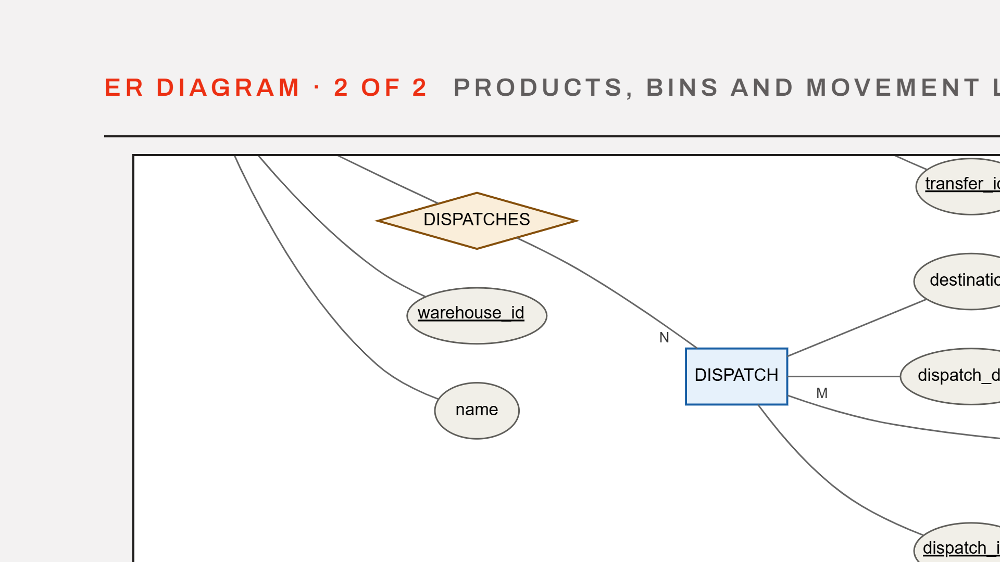 ER DIAGRAM · 2 OF 2 PRODUCTS, BINS AND MOVEMENT
DISPATCHES
warehouse_id
name
N
DISPATCH
M